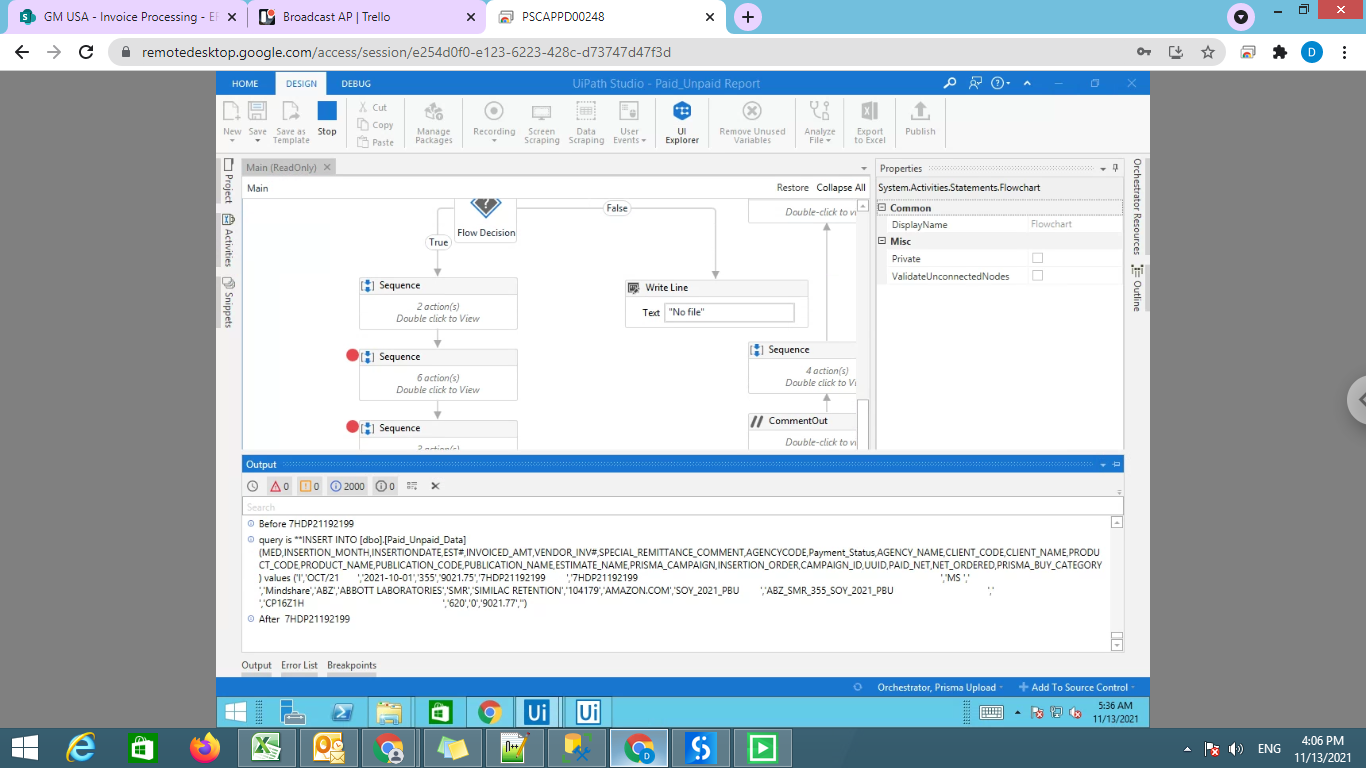 GM USA - Invoice Processing - EF
Broadcast AP | Trello
PSCAPPD00248
remotedesktop.google.com/access/session/e254d0f0-e123-6223-428c-d73747d47f3d
D
HOME DESIGN DEBUG UiPath Studio - Paid_Unpaid Report
New Save Save as Template Stop Cut Copy Paste Manage Packages Recording Screen Scraping Data Scraping User Events UI Explorer Remove Unused Variables Analyze File Export to Excel Publish
Project
Activities
Snippets
Main (ReadOnly)
Main Restore Collapse All
Flow Decision
True
False
Double-click to vi
Sequence
2 action(s)
Double click to View
Write Line
Text "No file"
Sequence
6 action(s)
Double click to View
Sequence
4 action(s)
Double click to Vi
Sequence
2 action(s)
CommentOut
Double-click to vi
Properties
System.Activities.Statements.Flowchart
Common
DisplayName Flowchart
Misc
Private
ValidateUnconnectedNodes
Orchestrator Resources
Outline
Output
0 0 2000 0
Search
Before 7HDP21192199
query is **INSERT INTO [dbo].[Paid_Unpaid_Data]
(MED,INSERTION_MONTH,INSERTIONDATE,EST#,INVOICED_AMT,VENDOR_INV#,SPECIAL_REMITTANCE_COMMENT,AGENCYCODE,Payment_Status,AGENCY_NAME,CLIENT_CODE,CLIENT_NAME,PROD
UCT_CODE,PRODUCT_NAME,PUBLICATION_CODE,PUBLICATION_NAME,ESTIMATE_NAME,PRISMA_CAMPAIGN,INSERTION_ORDER,CAMPAIGN_ID,UUID,PAID_NET,NET_ORDERED,PRISMA_BUY_CATEGORY
) values ('I','OCT/21 ','2021-10-01','355','9021.75','7HDP21192199 ','7HDP21192199 ','MS ','
','Mindshare','ABZ','ABBOTT LABORATORIES','SMR','SIMILAC RETENTION','104179','AMAZON.COM','SOY_2021_PBU ','ABZ_SMR_355_SOY_2021_PBU ','
','CP16Z1H ','620','0','9021.77','')
After 7HDP21192199
Output Error List Breakpoints
Orchestrator, Prisma Upload Add To Source Control
Ui Ui
5:36 AM
11/13/2021
ENG
4:06 PM
11/13/2021